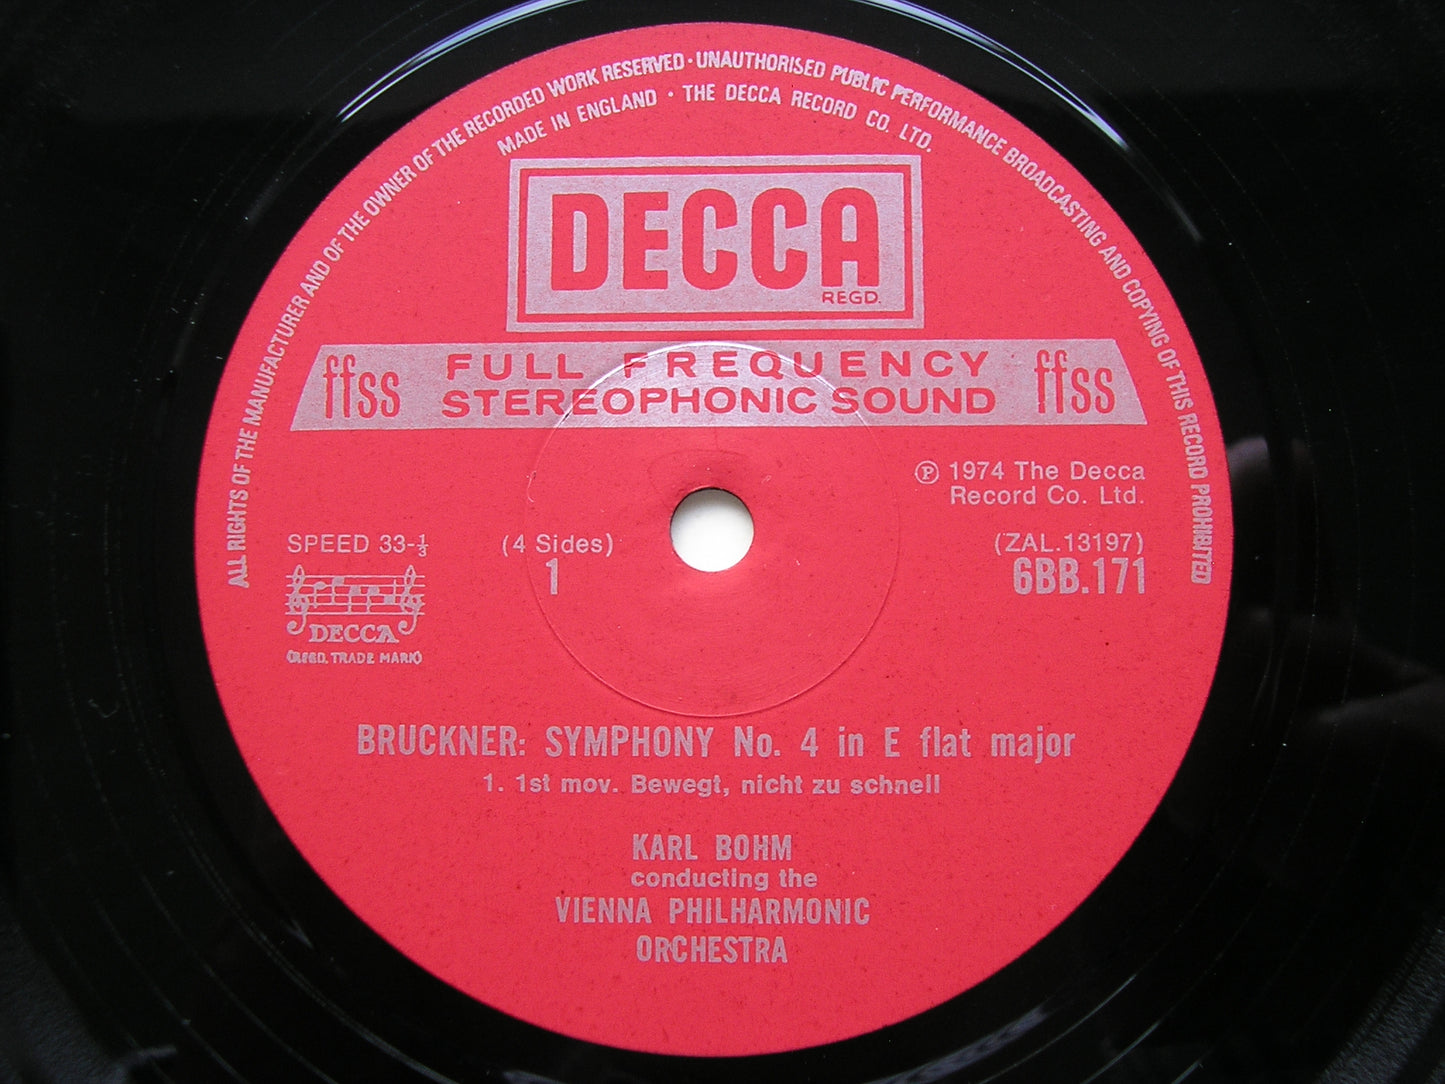 ALL RIGHTS OF THE MANUFACTURER AND OF THE OWNER OF THE RECORDED WORK RESERVED · UNAUTHORISED PUBLIC PERFORMANCE BROADCASTING AND COPYING OF THIS RECORD PROHIBITED
MADE IN ENGLAND · THE DECCA RECORD CO. LTD.
DECCA
REGD.
ffss FULL FREQUENCY ffss
STEREOPHONIC SOUND
℗ 1974 The Decca
Record Co. Ltd.
SPEED 33-⅓ (4 Sides) (ZAL.13197)
1 6BB.171
DECCA
(REGD. TRADE MARK)
BRUCKNER: SYMPHONY No. 4 in E flat major
1. 1st mov. Bewegt, nicht zu schnell
KARL BOHM
conducting the
VIENNA PHILHARMONIC
ORCHESTRA